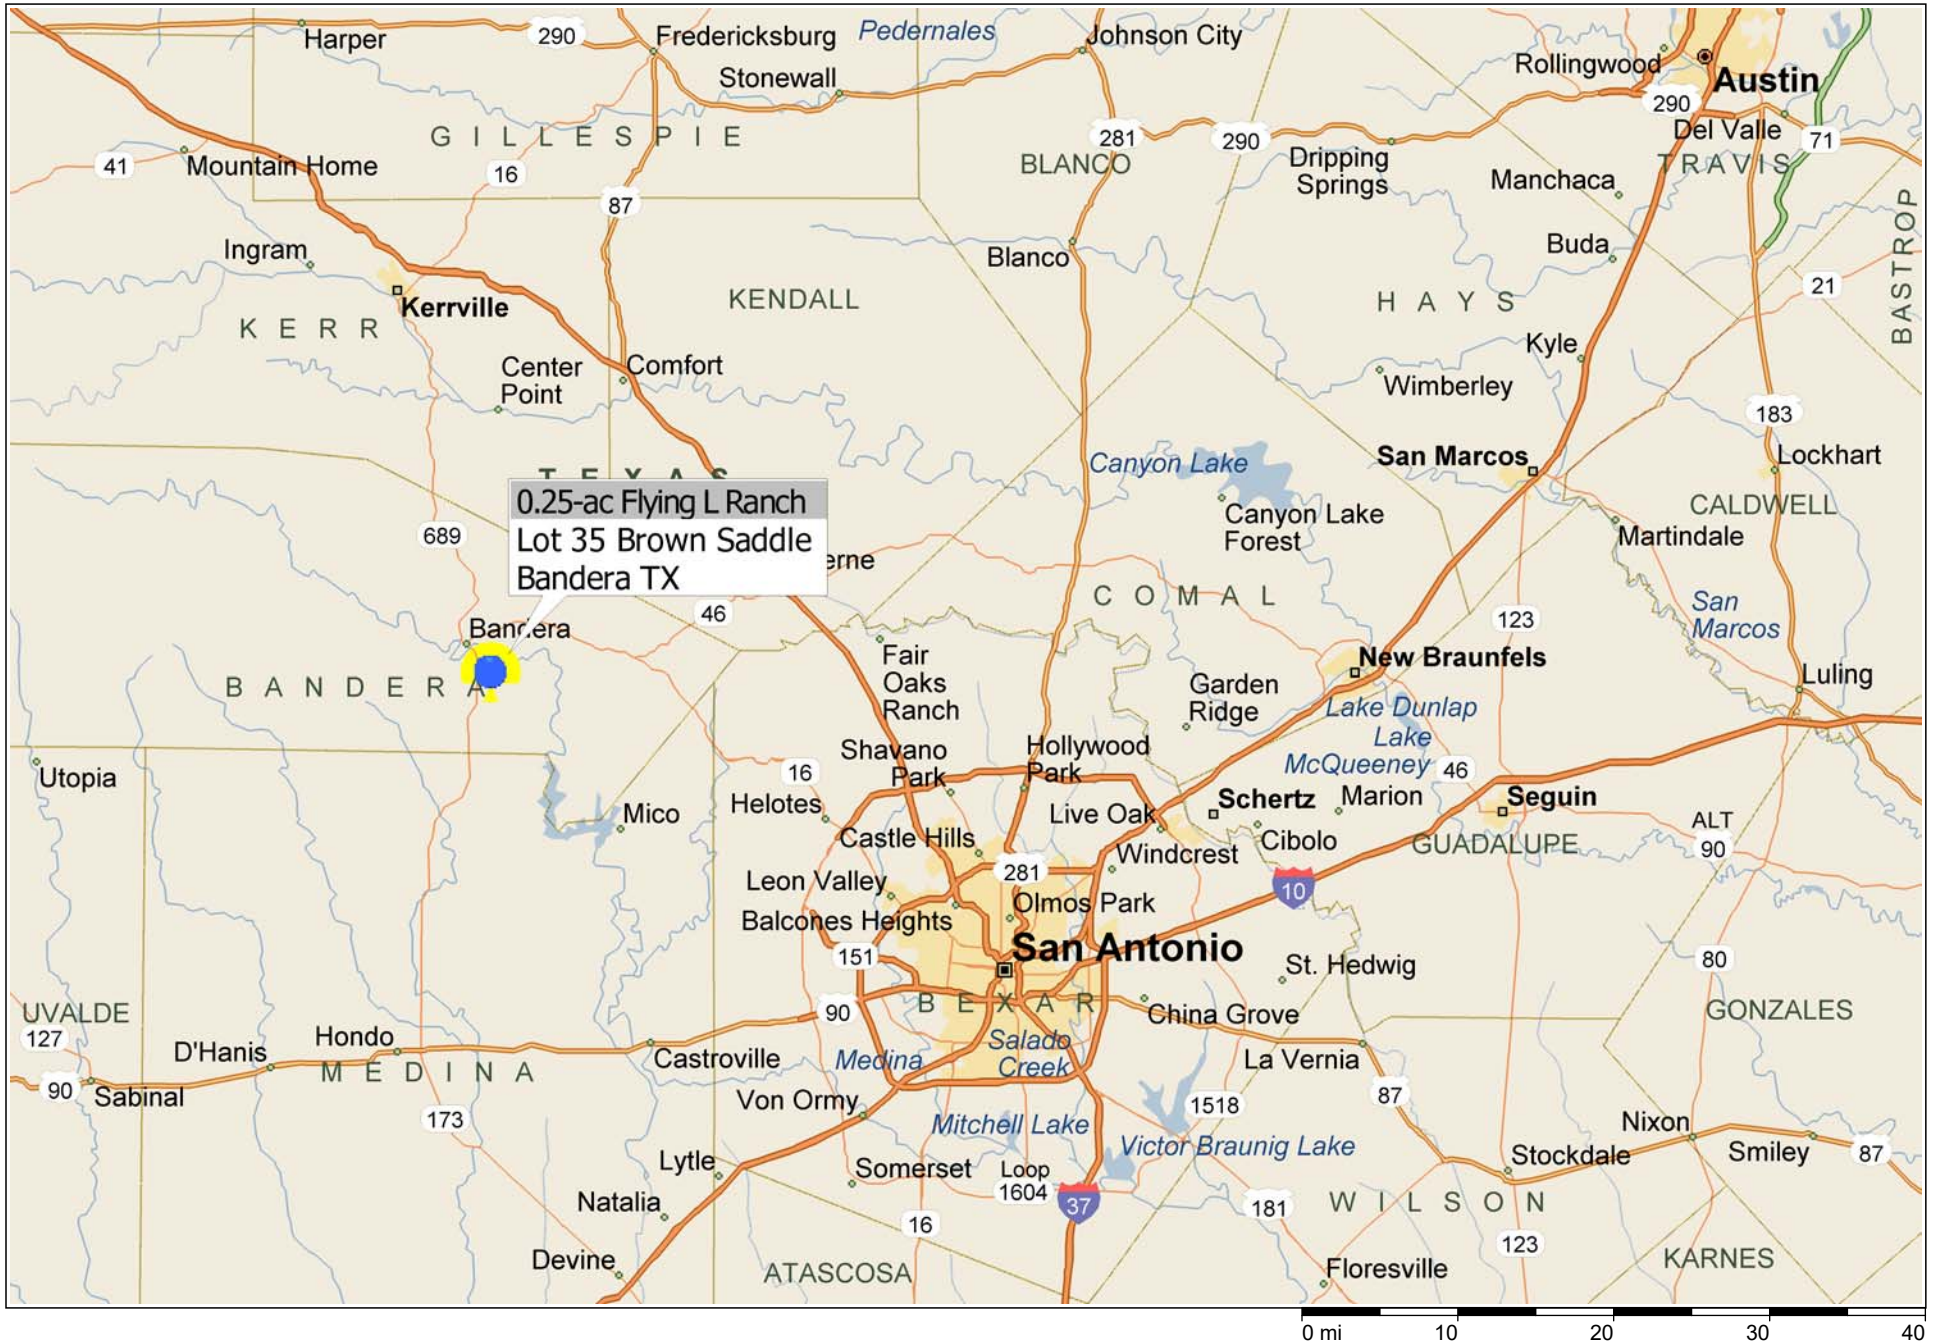 Harper
290
Fredericksburg
Pedernales
Johnson City
Stonewall
Rollingwood
Austin
290
Del Valle
71
GILLESPIE
281
290
BLANCO
Dripping
Springs
TRAVIS
41
Mountain Home
16
Manchaca
87
BASTROP
Ingram
Blanco
Buda
21
Kerrville
KENDALL
HAYS
KERR
Kyle
Center
Point
Comfort
Wimberley
183
TEXAS
Canyon Lake
San Marcos
Lockhart
0.25-ac Flying L Ranch
Lot 35 Brown Saddle
Bandera TX
CALDWELL
Canyon Lake
Forest
Martindale
689
erne
COMAL
46
123
San
Marcos
Bandera
BANDERA
Fair
Oaks
Ranch
New Braunfels
Garden
Ridge
Luling
Lake Dunlap
Lake
McQueeney
46
Utopia
Shavano
Park
Hollywood
Park
16
Helotes
Mico
Live Oak
Schertz
Marion
Seguin
Castle Hills
Cibolo
GUADALUPE
ALT
90
Windcrest
281
Leon Valley
10
Olmos Park
Balcones Heights
San Antonio
151
St. Hedwig
80
UVALDE
127
90
BEXAR
China Grove
GONZALES
Hondo
D'Hanis
MEDINA
Castroville
Medina
Salado
Creek
La Vernia
90
Sabinal
87
173
Von Ormy
1518
Mitchell Lake
Nixon
Victor Braunig Lake
Smiley
87
Stockdale
Lytle
Somerset
Loop
1604
37
Natalia
WILSON
181
16
123
Devine
ATASCOSA
Floresville
KARNES
0 mi 10 20 30 40